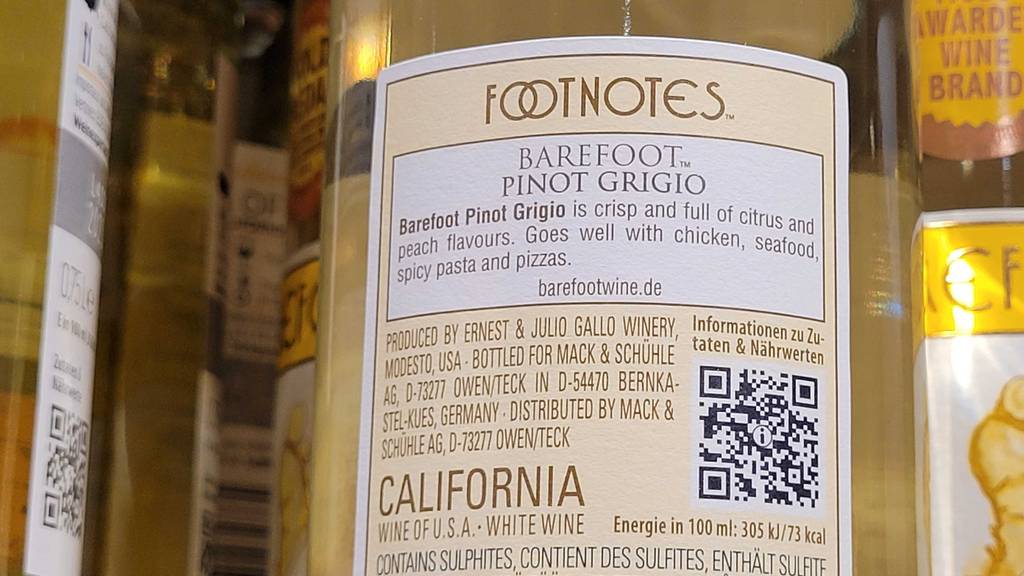 FOOTNOTES™
BAREFOOT™
PINOT GRIGIO
Barefoot Pinot Grigio is crisp and full of citrus and
peach flavours. Goes well with chicken, seafood,
spicy pasta and pizzas.
barefootwine.de
PRODUCED BY ERNEST & JULIO GALLO WINERY,
MODESTO, USA · BOTTLED FOR MACK & SCHÜHLE
AG, D-73277 OWEN/TECK IN D-54470 BERNKA-
STEL-KUES, GERMANY · DISTRIBUTED BY MACK &
SCHÜHLE AG, D-73277 OWEN/TECK
Informationen zu Zu-
taten & Nährwerten
CALIFORNIA
WINE OF U.S.A. · WHITE WINE
Energie in 100 ml: 305 kJ/73 kcal
CONTAINS SULPHITES, CONTIENT DES SULFITES, ENTHÄLT SULFITE
AWARDE
WINE
BRAND
0,75 L e